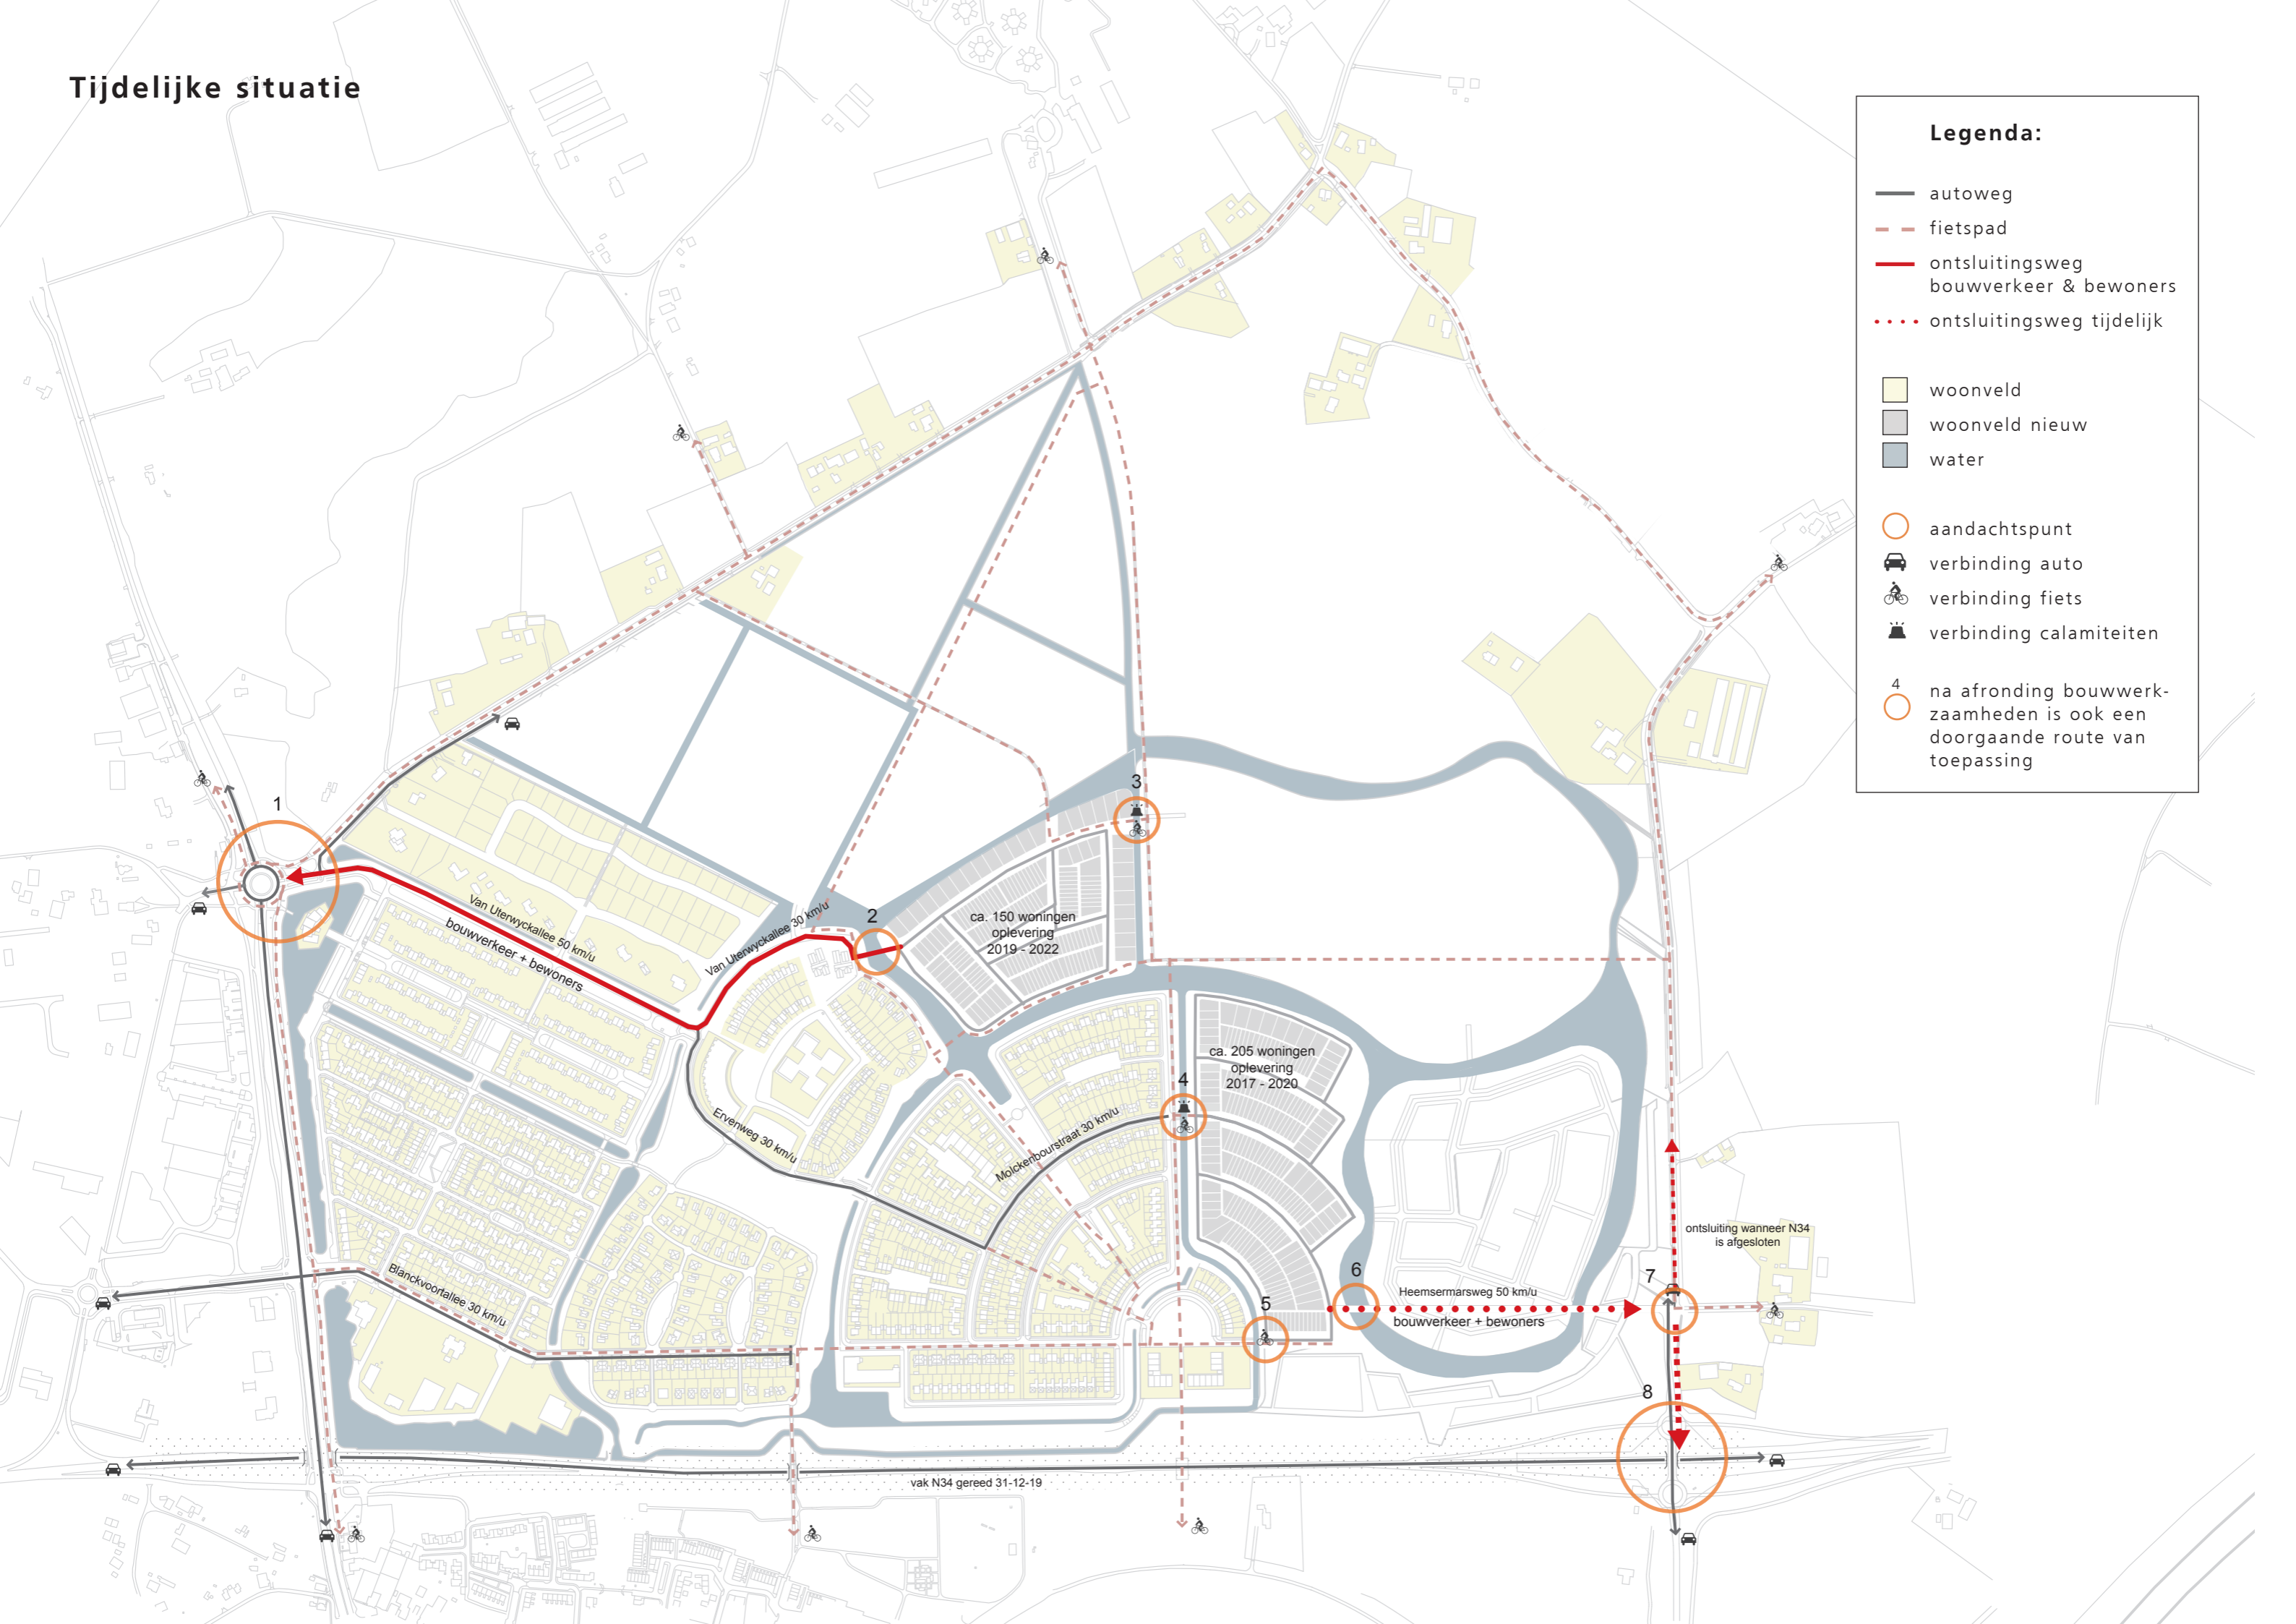 Tijdelijke situatie
Legenda:
autoweg
fietspad
ontsluitingsweg
bouwverkeer & bewoners
ontsluitingsweg tijdelijk
woonveld
woonveld nieuw
water
aandachtspunt
verbinding auto
verbinding fiets
verbinding calamiteiten
4
na afronding bouwwerk-
zaamheden is ook een
doorgaande route van
toepassing
1
2
3
4
5
6
7
8
Van Uterwyckallee 50 km/u
bouwverkeer + bewoners
Van Uterwyckallee 30 km/u
ca. 150 woningen
oplevering
2019 - 2022
ca. 205 woningen
oplevering
2017 - 2020
Ervenweg 30 km/u
Molckenbourstraat 30 km/u
Blanckvoortallee 30 km/u
Heemsermarsweg 50 km/u
bouwverkeer + bewoners
ontsluiting wanneer N34
is afgesloten
vak N34 gereed 31-12-19